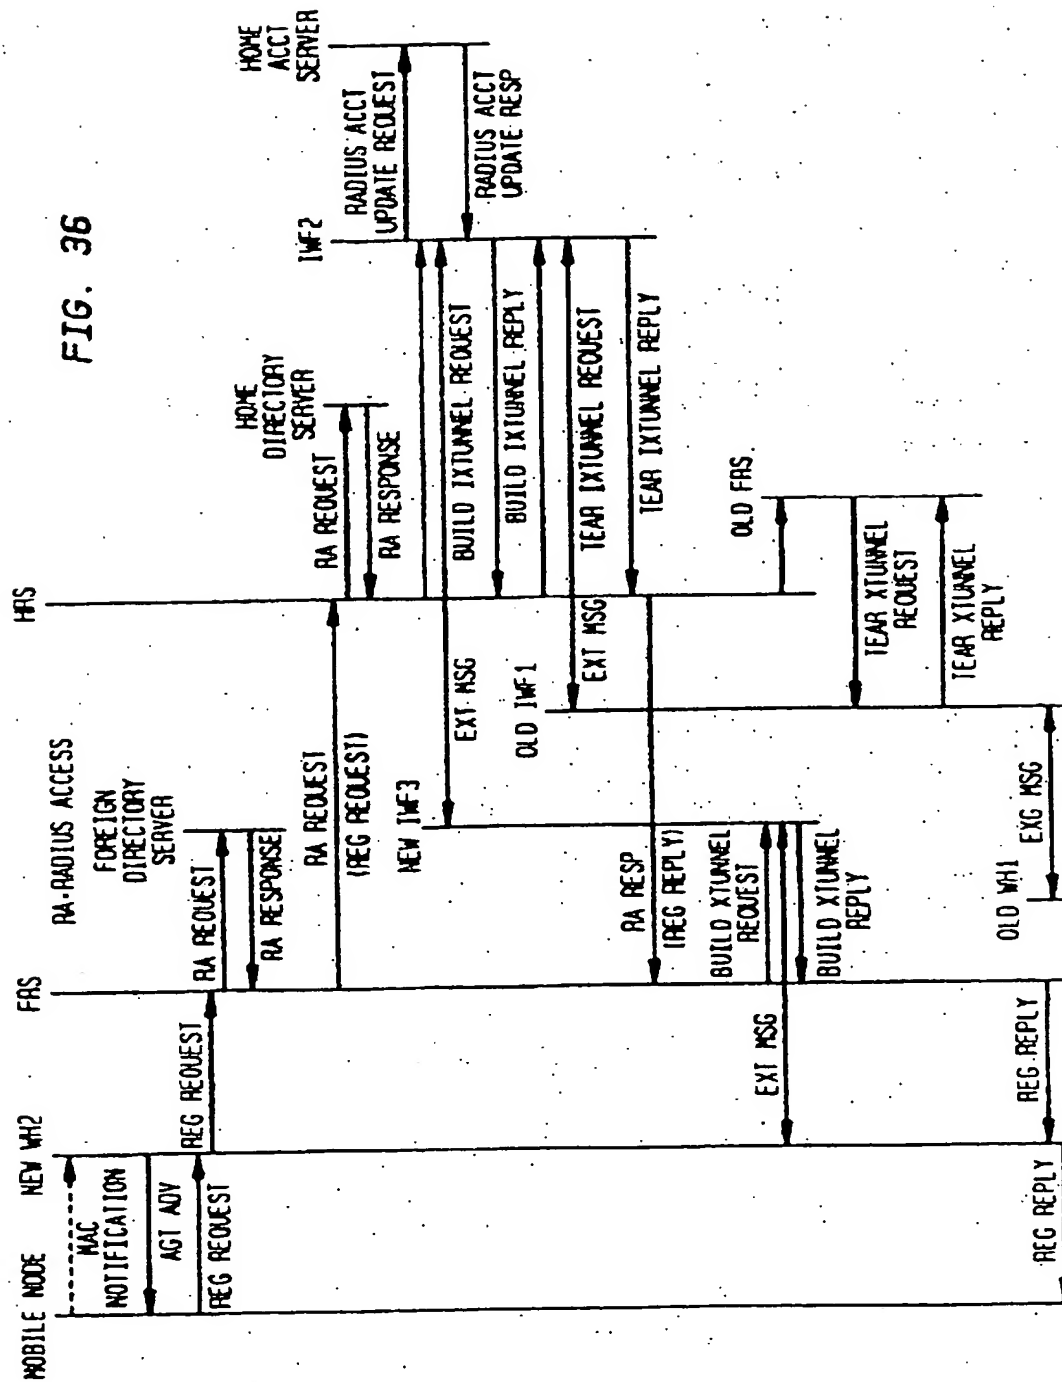 FIG. 36
RA-RADIUS ACCESS
MOBILE NODE
NEW WH2
FRS
FOREIGN
DIRECTORY
SERVER
HRS
HOME
DIRECTORY
SERVER
IWF2
HOME
ACCT
SERVER
MAC
NOTIFICATION
AGT ADV
REG REQUEST
REG REQUEST
RA REQUEST
RA RESPONSE
RA REQUEST
(REG REQUEST)
RA REQUEST
RA RESPONSE
RADIUS ACCT
UPDATE REQUEST
RADIUS ACCT
UPDATE RESP
NEW IWF3
EXT MSG
BUILD IXTUNNEL REQUEST
BUILD IXTUNNEL REPLY
OLD IWF1
EXT MSG
TEAR IXTUNNEL REQUEST
TEAR IXTUNNEL REPLY
RA RESP
(REG REPLY)
BUILD XTUNNEL
REQUEST
EXT MSG
BUILD XTUNNEL
REPLY
OLD FRS
TEAR XTUNNEL
REQUEST
TEAR XTUNNEL
REPLY
OLD WH1
EXG MSG
REG REPLY
REG REPLY